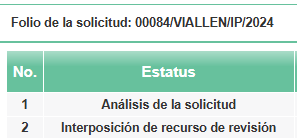 Folio de la solicitud: 00084/VIALLEN/IP/2024
No. Estatus
1 Análisis de la solicitud
2 Interposición de recurso de revisión